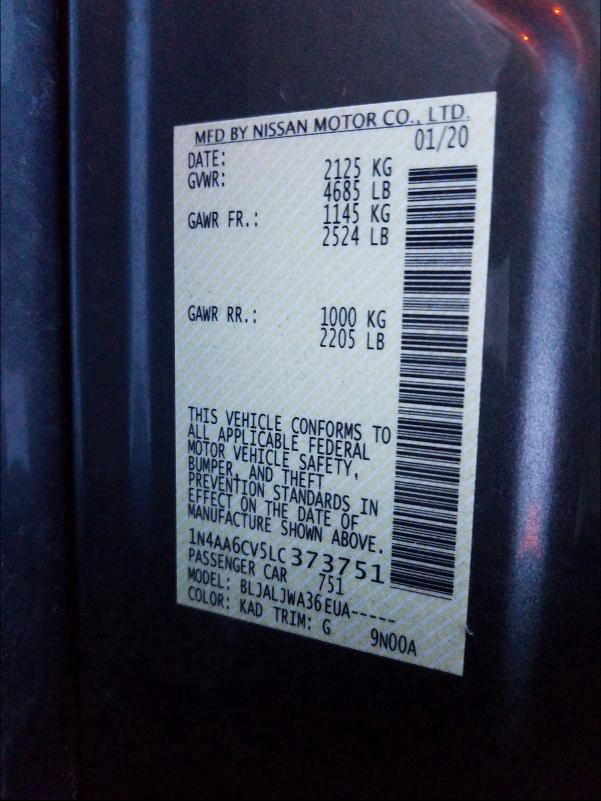 MFD BY NISSAN MOTOR CO., LTD.
DATE: 01/20
GVWR: 2125 KG
4685 LB
GAWR FR.: 1145 KG
2524 LB
GAWR RR.: 1000 KG
2205 LB
THIS VEHICLE CONFORMS TO
ALL APPLICABLE FEDERAL
MOTOR VEHICLE SAFETY,
BUMPER, AND THEFT
PREVENTION STANDARDS IN
EFFECT ON THE DATE OF
MANUFACTURE SHOWN ABOVE.
1N4AA6CV5LC373751
PASSENGER CAR 751
MODEL: BLJALJWA36EUA-----
COLOR: KAD TRIM: G 9N00A